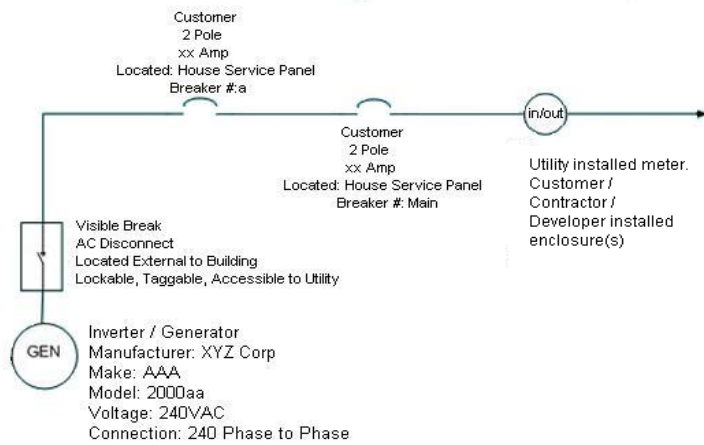 Customer
2 Pole
xx Amp
Located: House Service Panel
Breaker #:a
Customer
2 Pole
xx Amp
Located: House Service Panel
Breaker #: Main
in/out
Utility installed meter.
Customer /
Contractor /
Developer installed
enclosure(s)
Visible Break
AC Disconnect
Located External to Building
Lockable, Taggable, Accessible to Utility
GEN
Inverter / Generator
Manufacturer: XYZ Corp
Make: AAA
Model: 2000aa
Voltage: 240VAC
Connection: 240 Phase to Phase